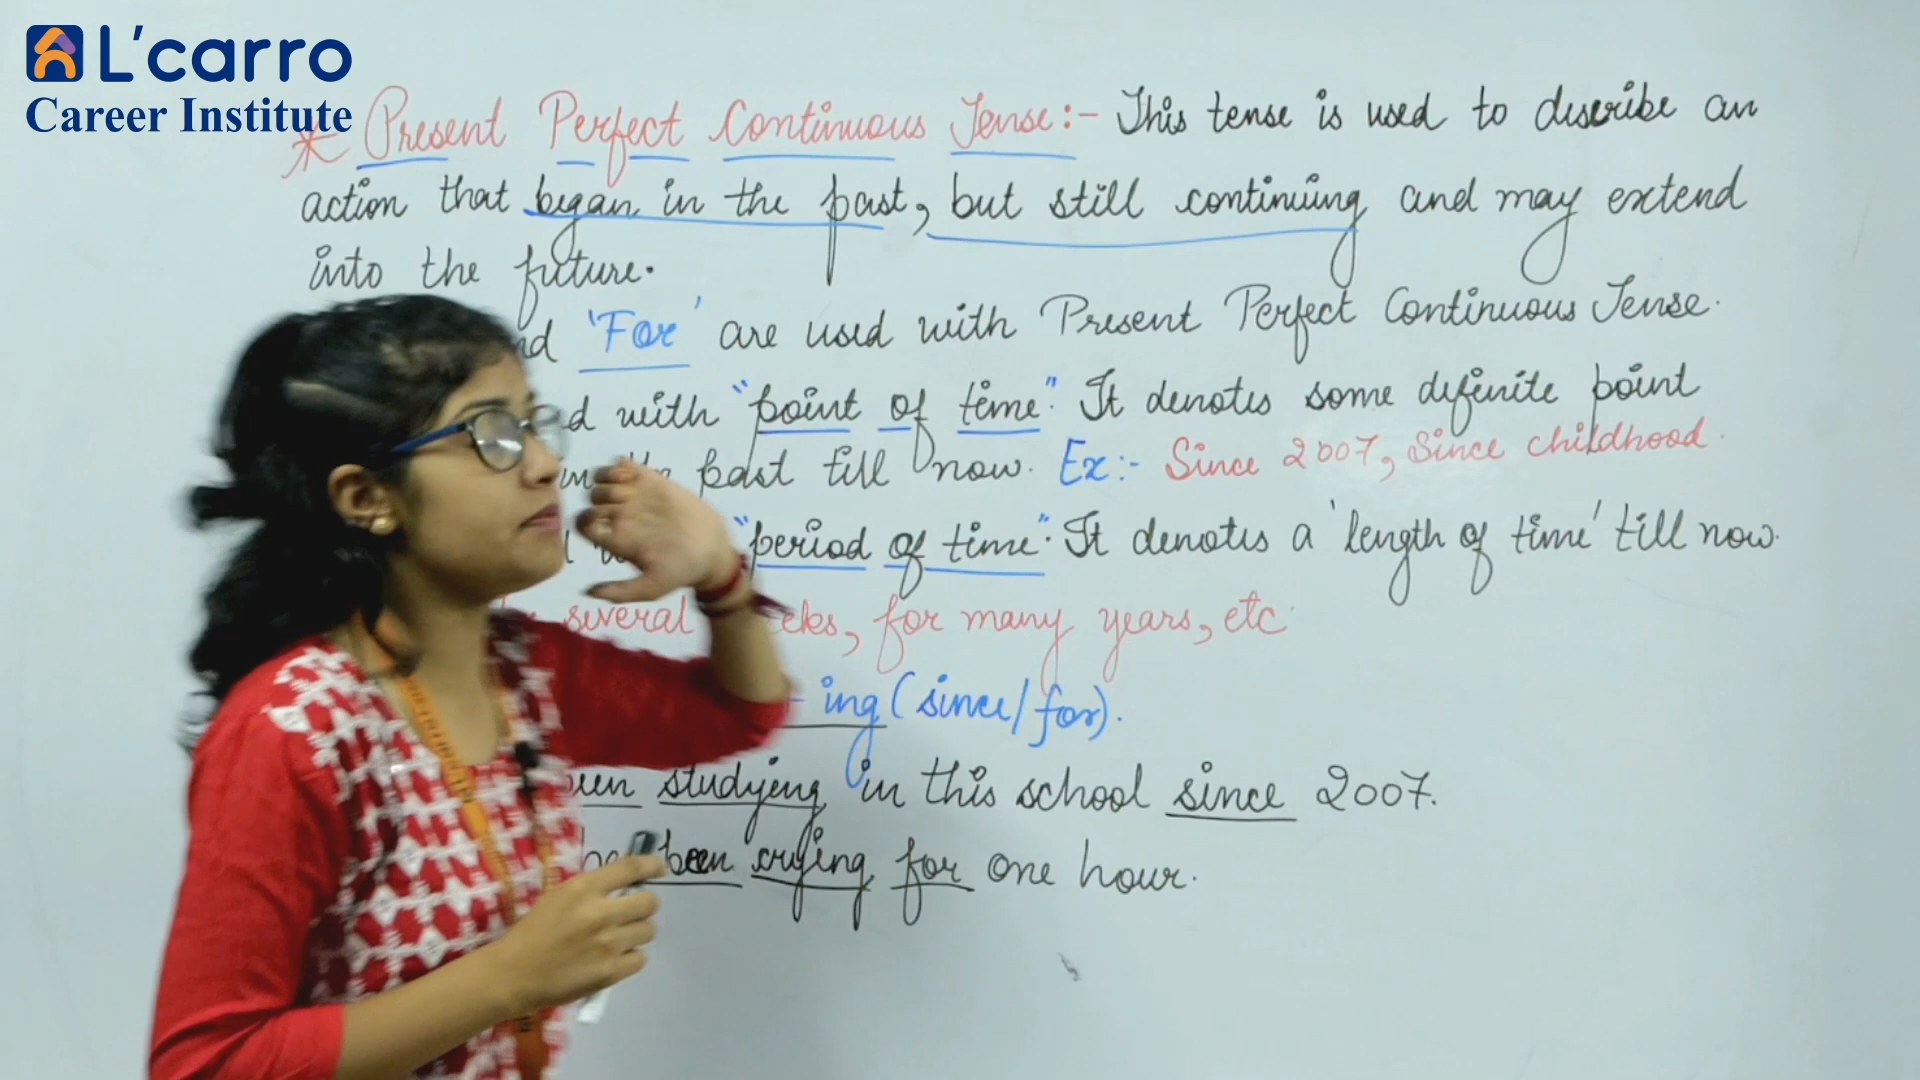 L'carro
Career Institute
* Present Perfect Continuous Tense:- This tense is used to describe an
action that began in the past, but still continuing and may extend
into the future.
'For' are used with Present Perfect Continuous Tense.
with "point of time". It denotes some definite point
past till now. Ex:- Since 2007, Since childhood.
"period of time". It denotes a 'length of time' till now.
several for many years, etc.
- ing (since/for).
studying in this school since 2007.
been crying for one hour.